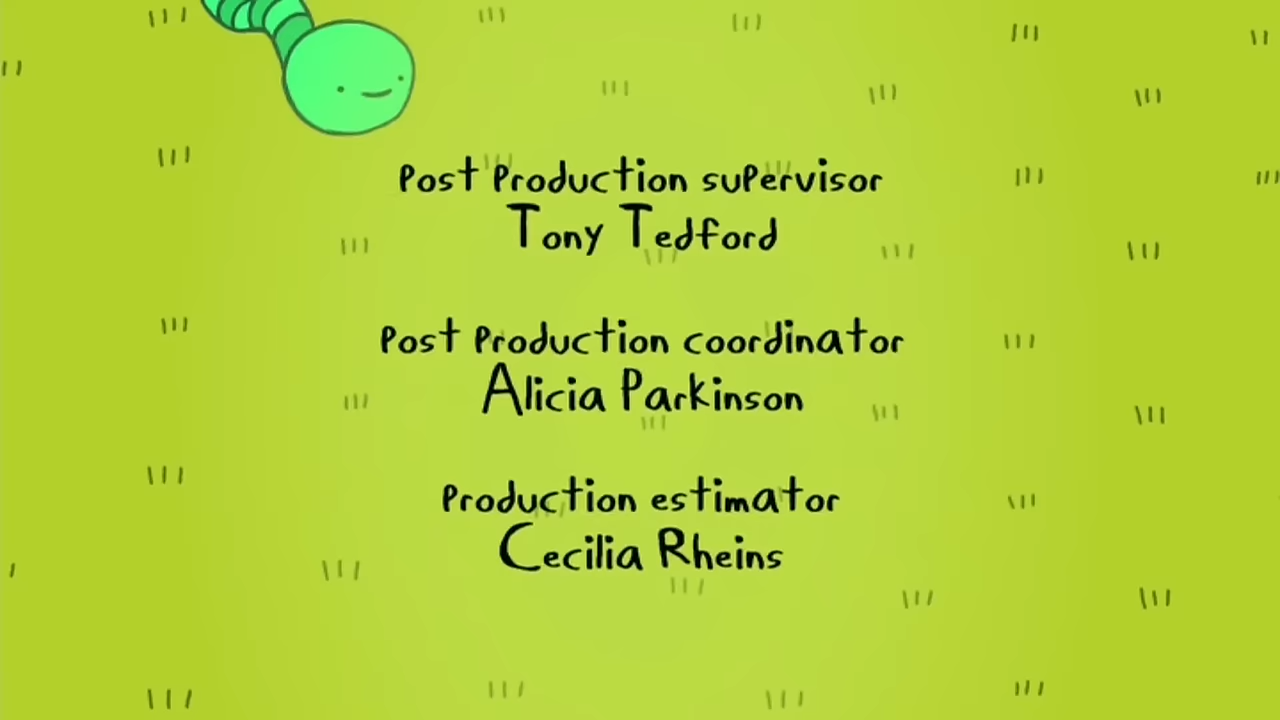 Post Production supervisor
Tony Tedford
Post Production coordinator
Alicia Parkinson
Production estimator
Cecilia Rheins